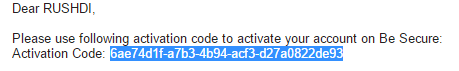 Dear RUSHDI,
Please use following activation code to activate your account on Be Secure:
Activation Code: 6ae74d1f-a7b3-4b94-acf3-d27a0822de93